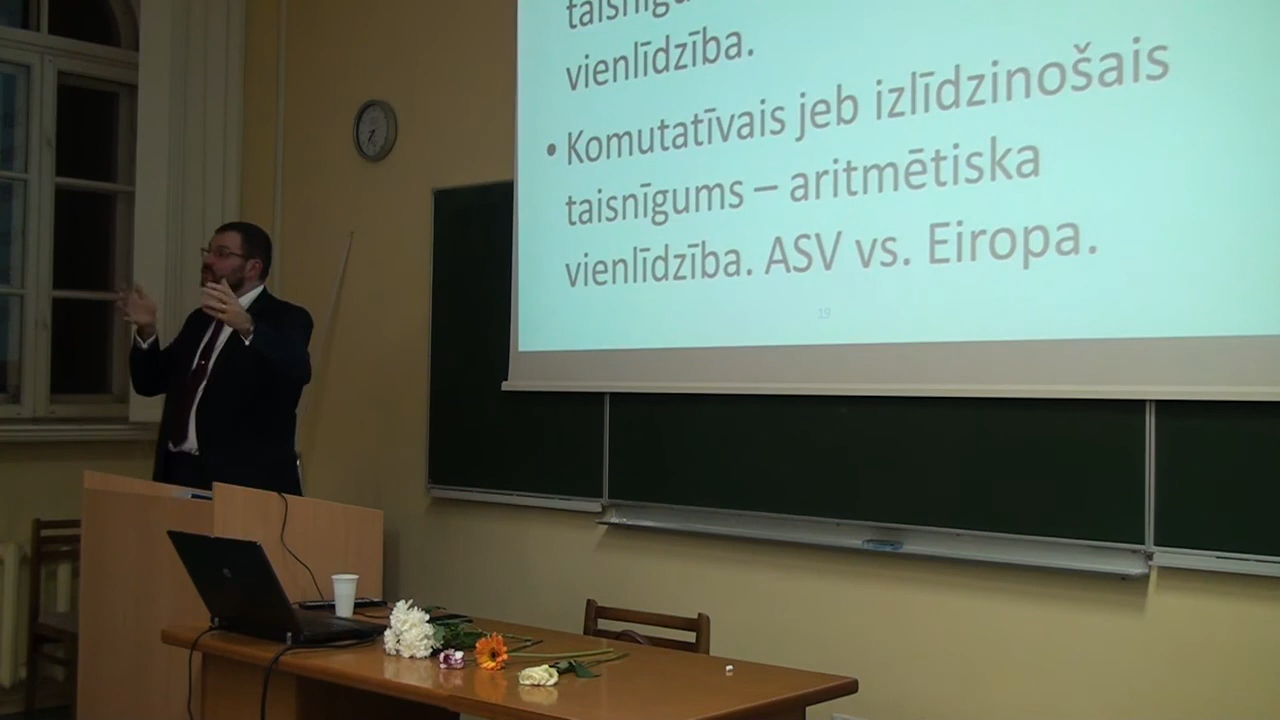 vienlīdzība.
• Komutatīvais jeb izlīdzinošais
taisnīgums – aritmētiska
vienlīdzība. ASV vs. Eiropa.
19